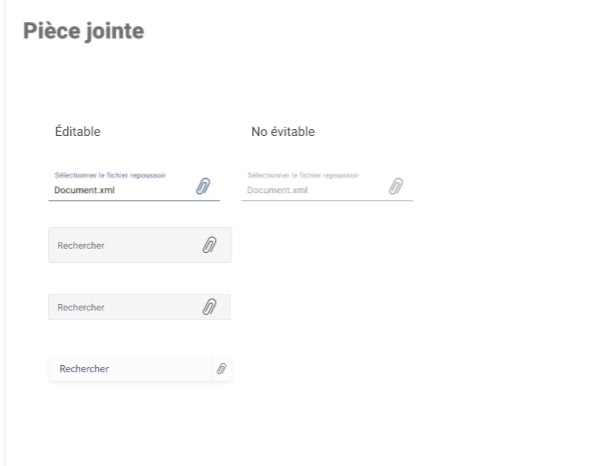 Pièce jointe
Éditable
No évitable
Sélectionner le fichier repoussoir
Document.xml
Sélectionner le fichier repoussoir
Document.xml
Rechercher
Rechercher
Rechercher